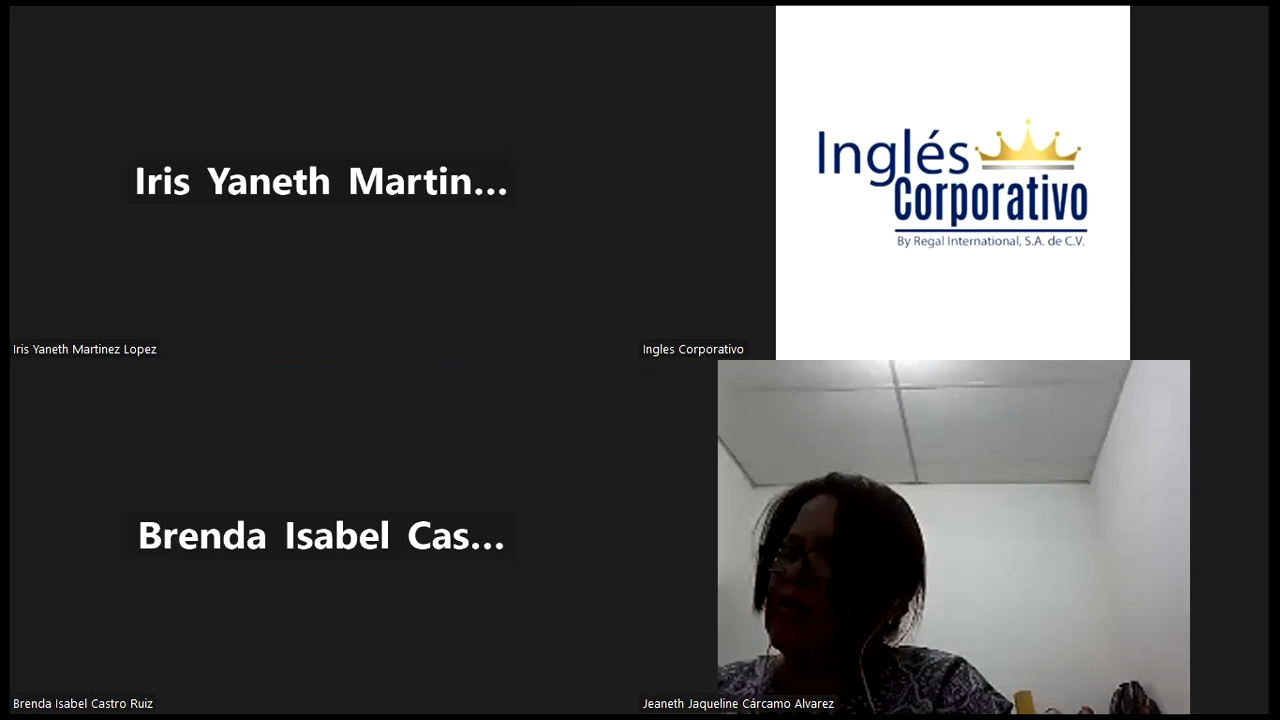 Iris Yaneth Martin...
Inglés
Corporativo
By Regal International, S.A. de C.V.
Iris Yaneth Martinez Lopez
Ingles Corporativo
Brenda Isabel Cas...
Brenda Isabel Castro Ruiz
Jeaneth Jaqueline Cárcamo Alvarez